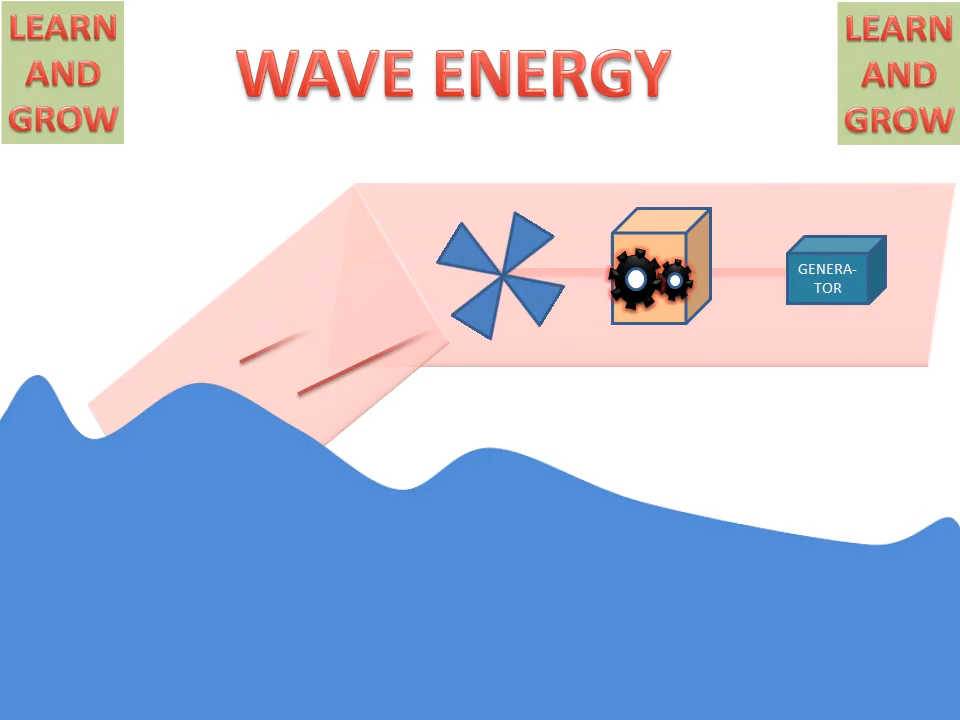 LEARN
AND
GROW
WAVE ENERGY
LEARN
AND
GROW
GENERA-
TOR